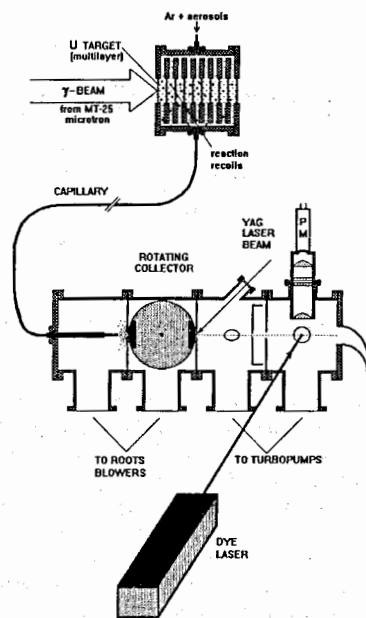 Ar + aerosols
U TARGET
(multilayer)
γ-BEAM
from MT-25
microtron
reaction
recoils
CAPILLARY
YAG
LASER
BEAM
PM
ROTATING
COLLECTOR
TO ROOTS
BLOWERS
TO TURBOPUMPS
DYE
LASER